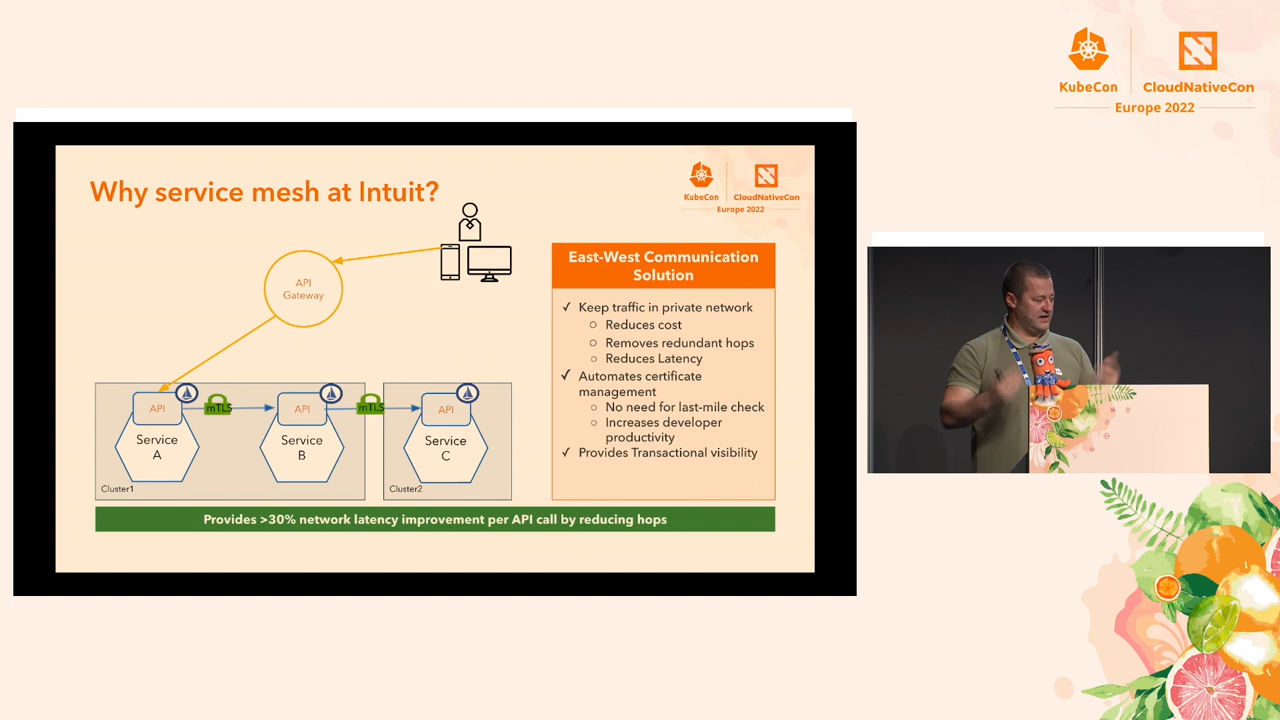 KubeCon
CloudNativeCon
Europe 2022
Why service mesh at Intuit?
KubeCon
CloudNativeCon
Europe 2022
API
Gateway
East-West Communication
Solution
✓ Keep traffic in private network
○ Reduces cost
○ Removes redundant hops
○ Reduces Latency
✓ Automates certificate
management
○ No need for last-mile check
○ Increases developer
productivity
✓ Provides Transactional visibility
API
mTLS
API
mTLS
API
Service
A
Service
B
Service
C
Cluster1
Cluster2
Provides >30% network latency improvement per API call by reducing hops